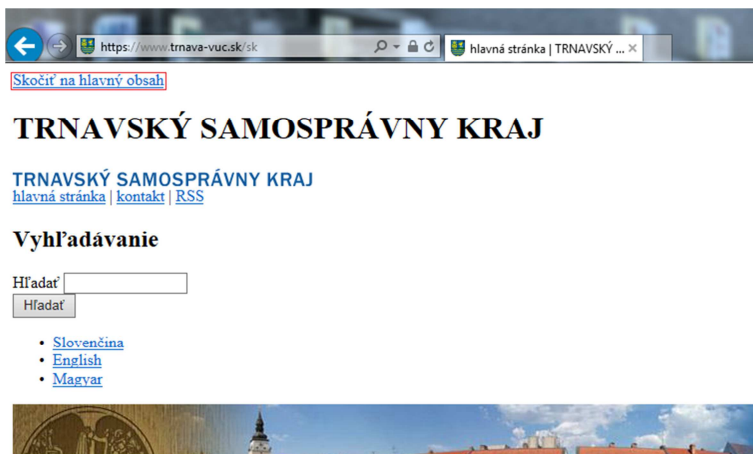 https://www.trnava-vuc.sk/sk
hlavná stránka | TRNAVSKÝ ...
Skočiť na hlavný obsah
TRNAVSKÝ SAMOSPRÁVNY KRAJ
TRNAVSKÝ SAMOSPRÁVNY KRAJ
hlavná stránka | kontakt | RSS
Vyhľadávanie
Hľadať
Hľadať
Slovenčina
English
Magyar